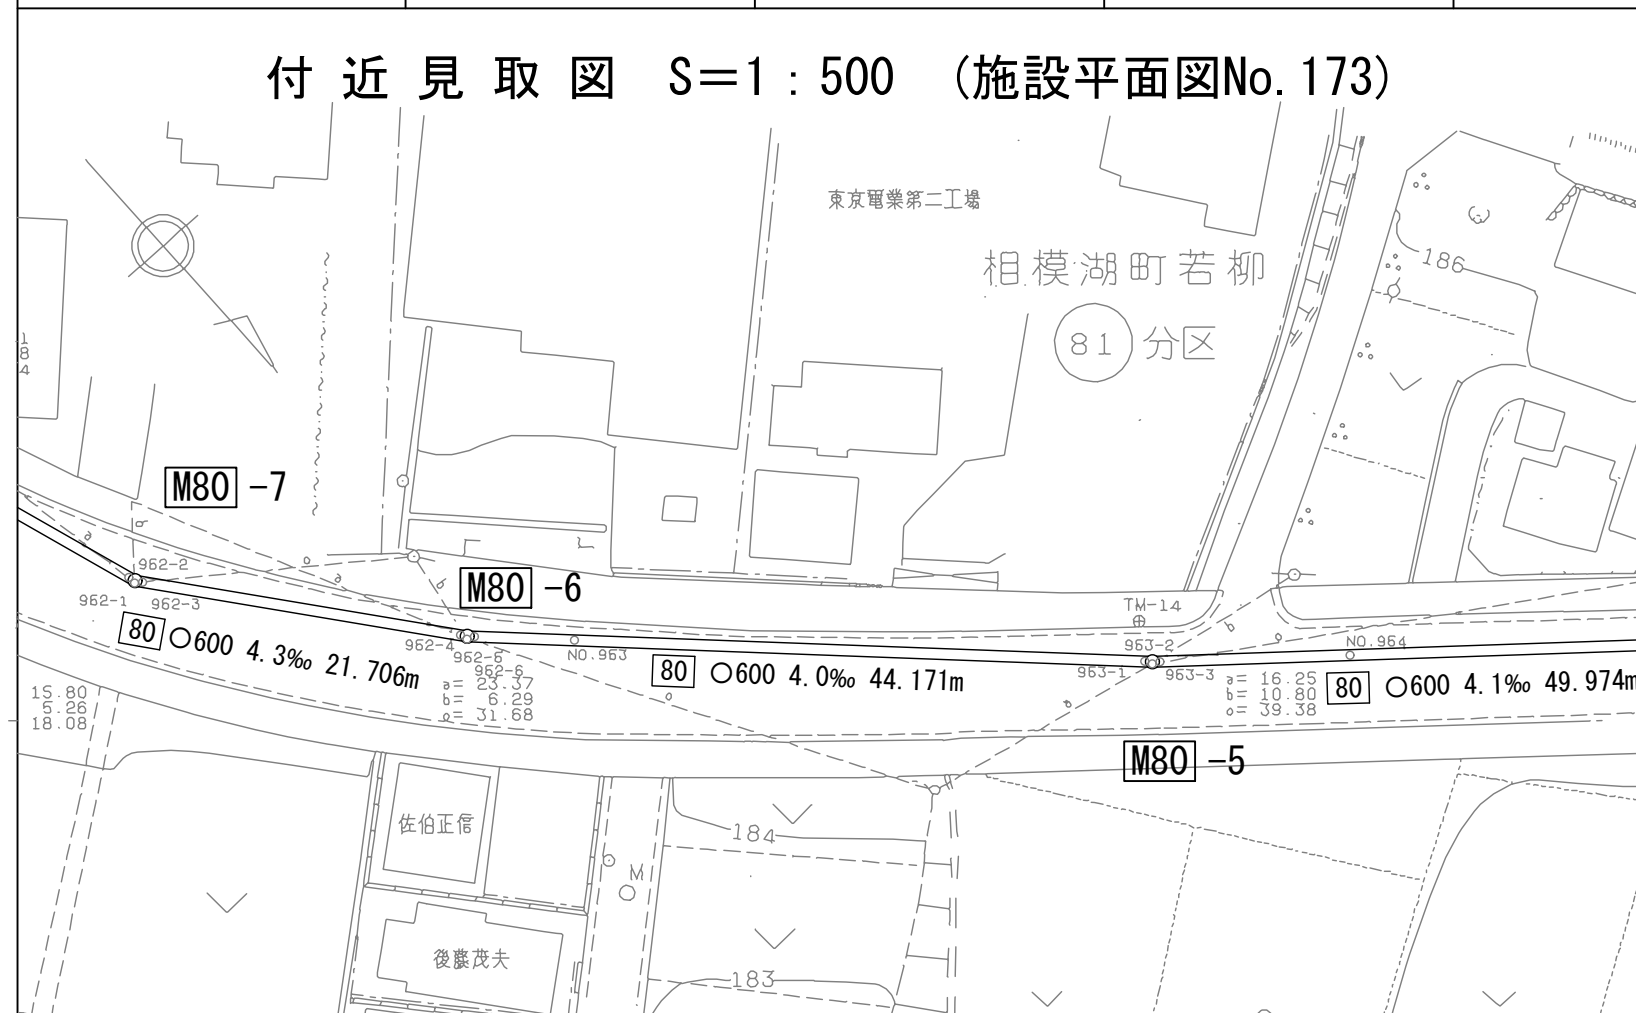 付近見取図 S=1:500 (施設平面図No.173)
東京電業第二工場
相模湖町若柳
81 分区
186
184
M80 -7
962-2
962-1
962-3
M80 -6
80 ○600 4.3‰ 21.706m
962-4
962-5
962-6
a= 23.37
b= 6.29
c= 31.68
NO.963
80 ○600 4.0‰ 44.171m
TM-14
963-2
963-1
963-3
a= 16.25
b= 10.80
c= 39.38
NO.964
80 ○600 4.1‰ 49.974m
15.80
5.26
18.08
M80 -5
佐伯正信
M
184
後藤茂夫
183